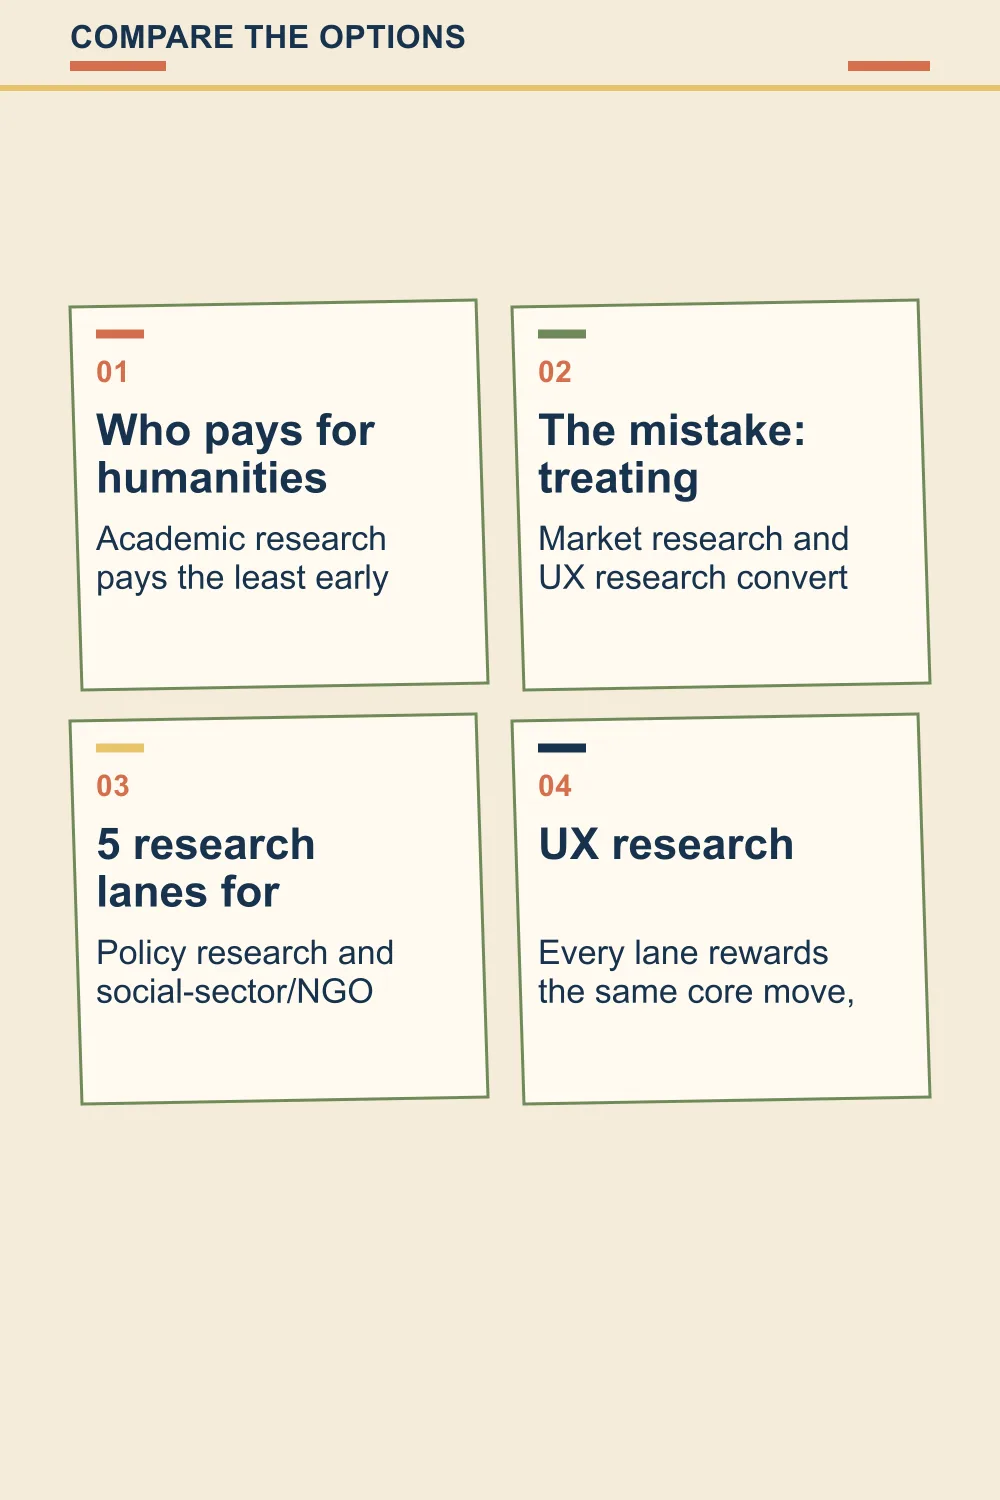 COMPARE THE OPTIONS
01
Who pays for
humanities
Academic research
pays the least early
02
The mistake:
treating
Market research and
UX research convert
03
5 research
lanes for
Policy research and
social-sector/NGO
04
UX research
Every lane rewards
the same core move,